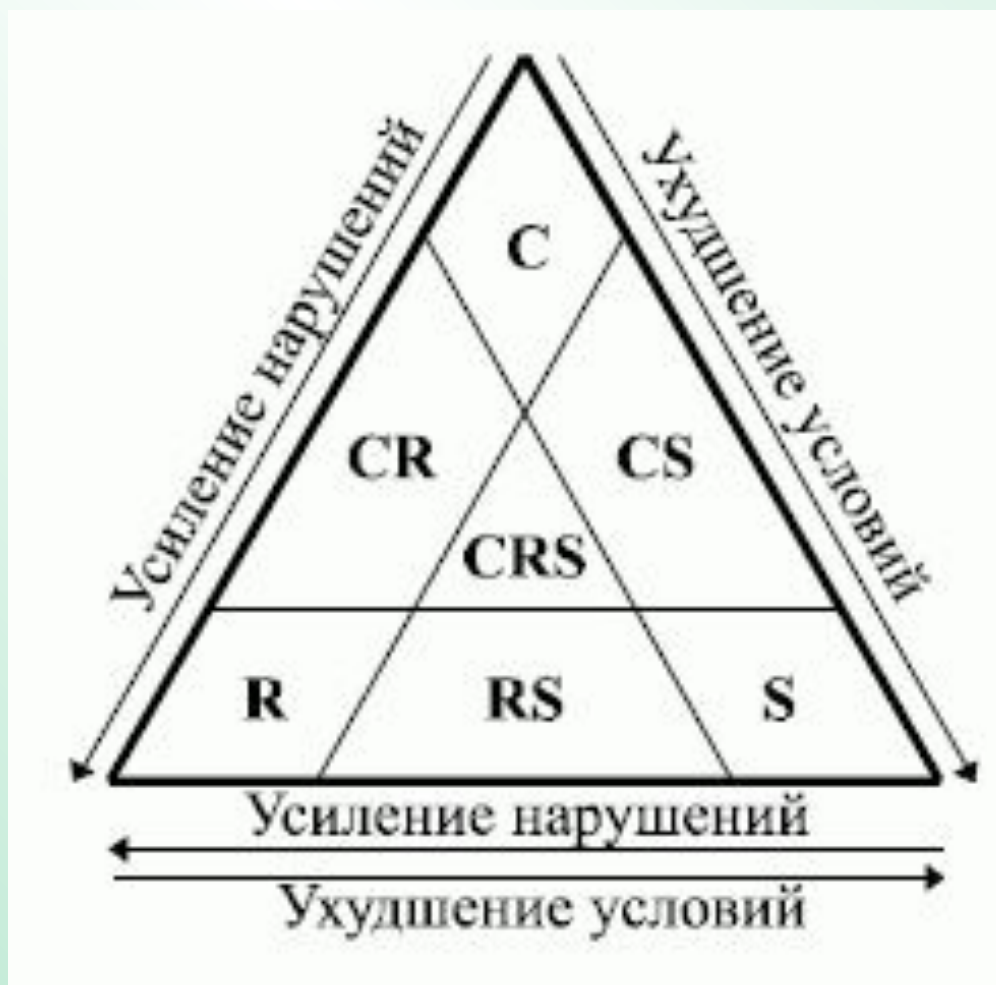 Усиление нарушений
Ухудшение условий
C
CR
CS
CRS
R
RS
S
Усиление нарушений
Ухудшение условий